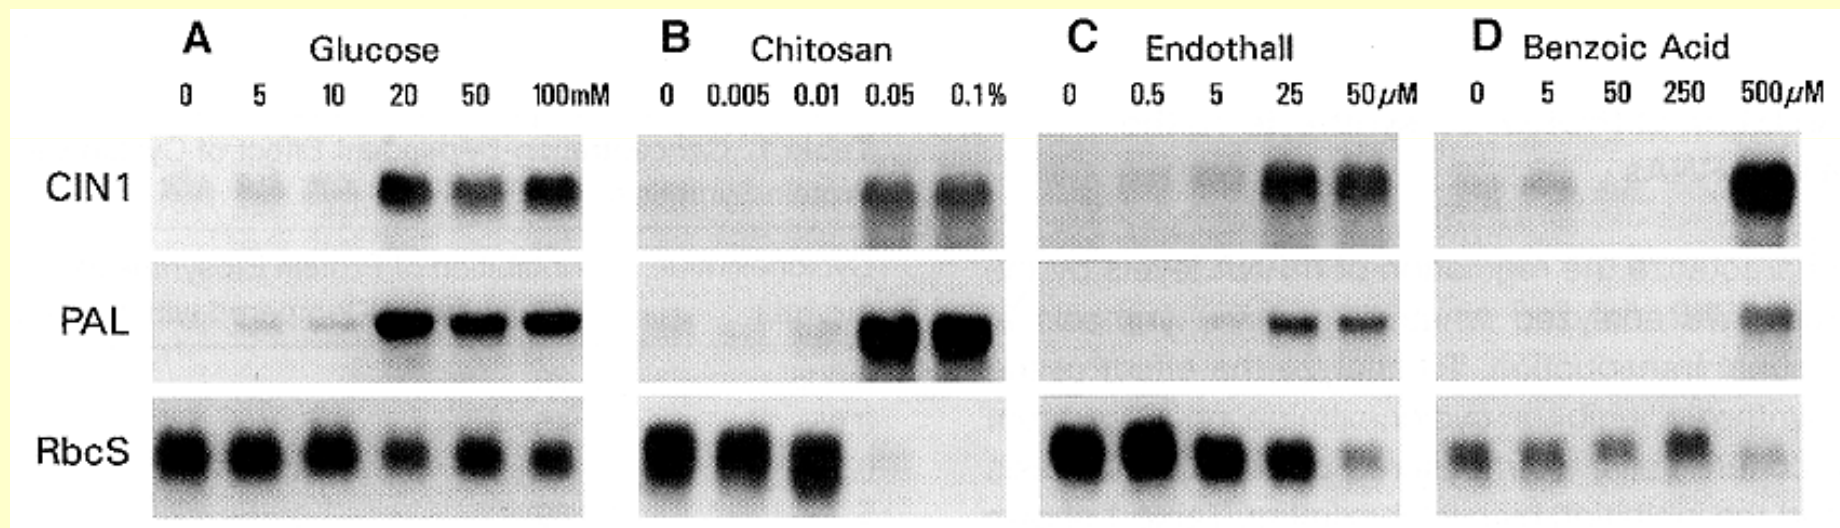 A Glucose
0 5 10 20 50 100mM
B Chitosan
0 0.005 0.01 0.05 0.1%
C Endothall
0 0.5 5 25 50μM
D Benzoic Acid
0 5 50 250 500μM
CIN1
PAL
RbcS